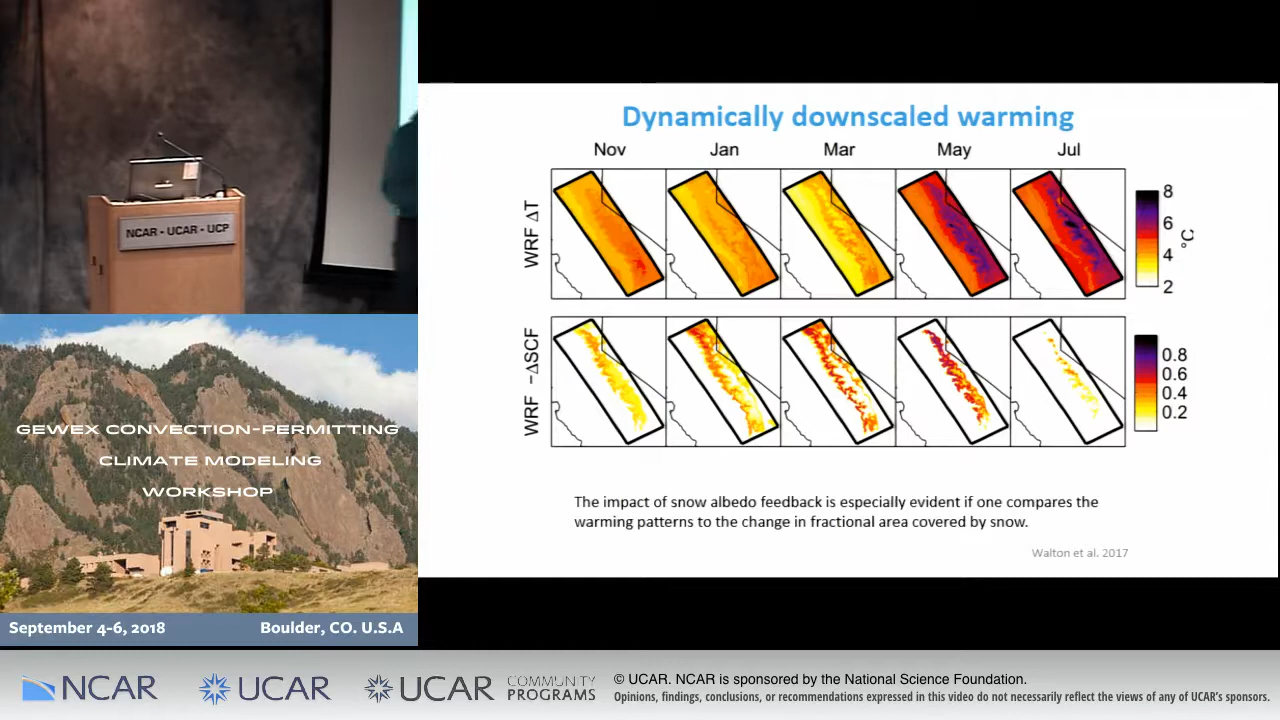 NCAR - UCAR - UCP
GEWEX CONVECTION-PERMITTING
CLIMATE MODELING
WORKSHOP
September 4-6, 2018
Boulder, CO. U.S.A
Dynamically downscaled warming
Nov Jan Mar May Jul
WRF ΔT
8
6
4
2
°C
WRF -ΔSCF
0.8
0.6
0.4
0.2
The impact of snow albedo feedback is especially evident if one compares the
warming patterns to the change in fractional area covered by snow.
Walton et al. 2017
NCAR
UCAR
UCAR
COMMUNITY
PROGRAMS
© UCAR. NCAR is sponsored by the National Science Foundation.
Opinions, findings, conclusions, or recommendations expressed in this video do not necessarily reflect the views of any of UCAR's sponsors.